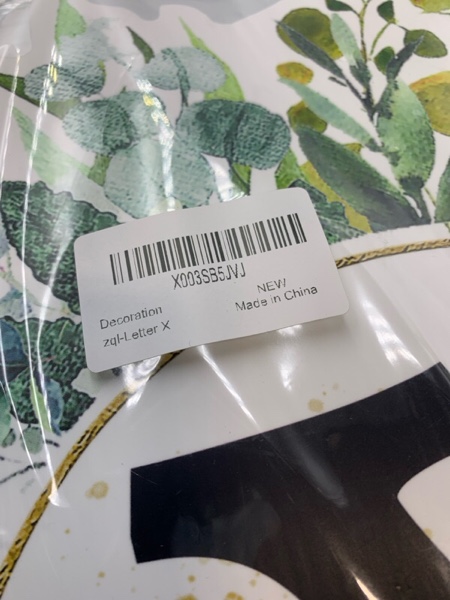 X003SB5JVJ
Decoration
NEW
zql-Letter X
Made in China